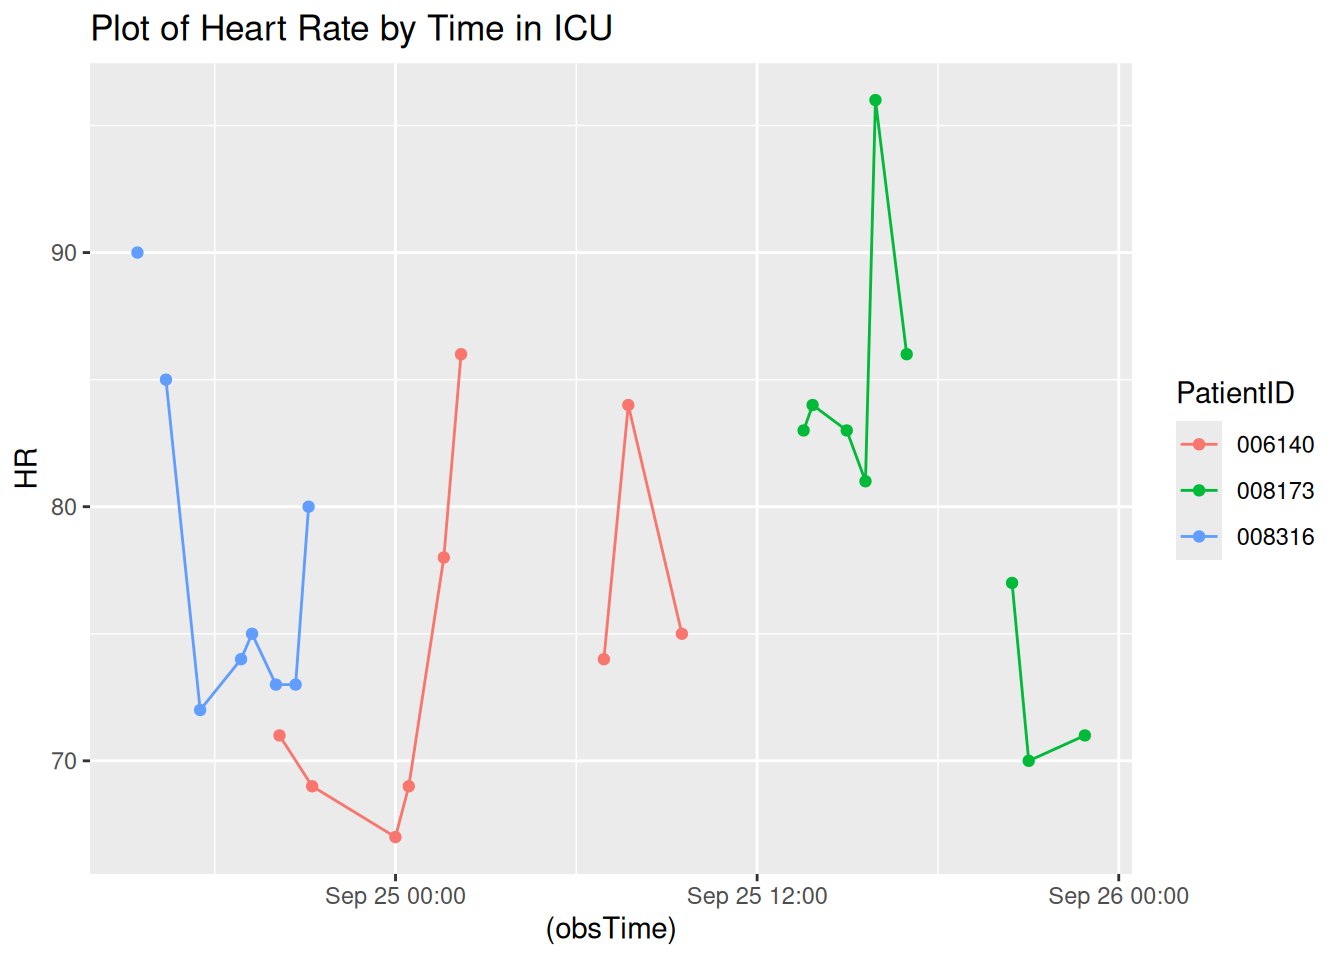 Plot of Heart Rate by Time in ICU
90
80
70
HR
Sep 25 00:00
Sep 25 12:00
Sep 26 00:00
(obsTime)
PatientID
006140
008173
008316